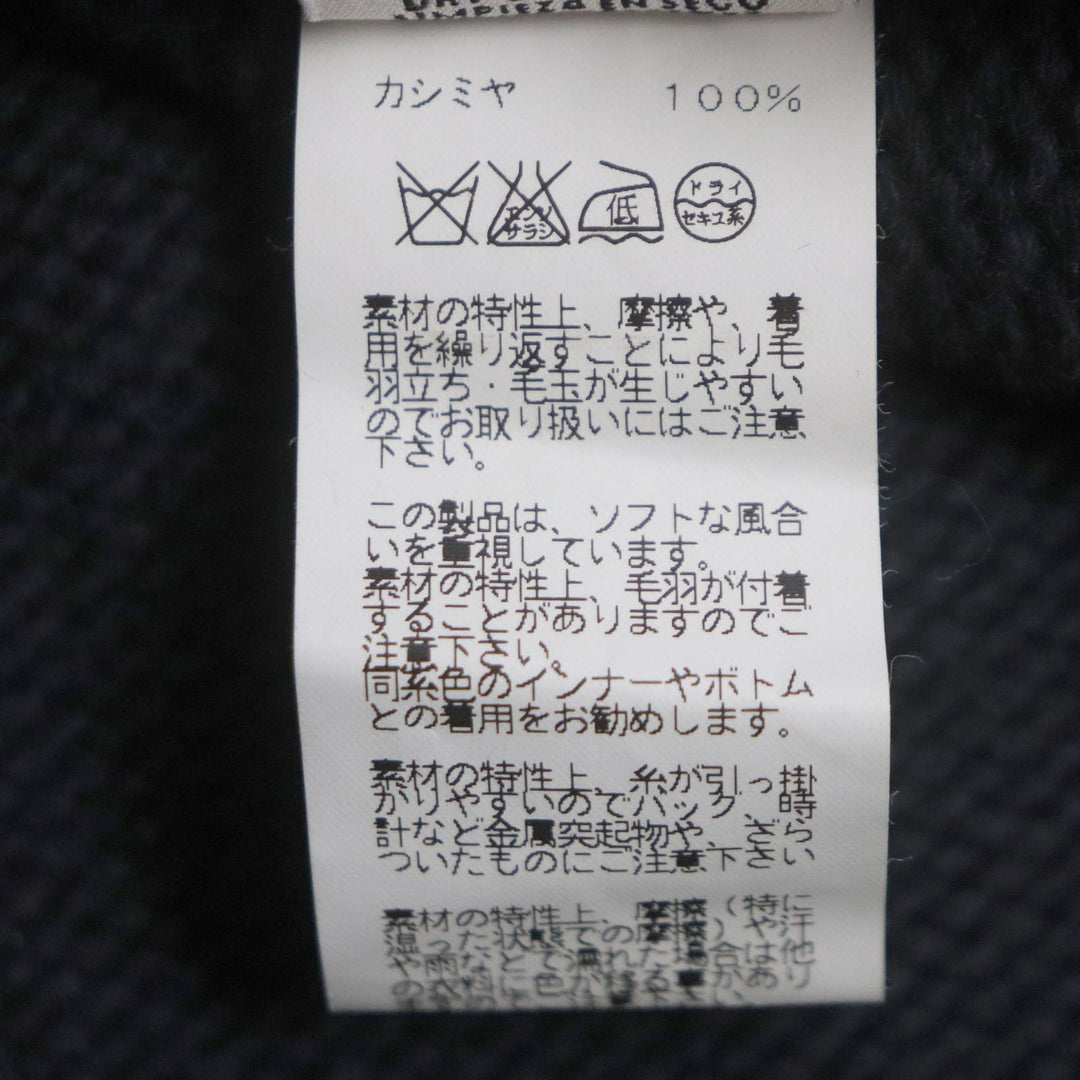 LIMPIEZA EN SECO
カシミヤ 100%
エンソ
サラシ
低
ドライ
セキユ系
素材の特性上、摩擦や、着
用を繰り返すことにより毛
羽立ち・毛玉が生じやすい
のでお取り扱いにはご注意
下さい。
この製品は、ソフトな風合
いを重視しています。
素材の特性上、毛羽が付着
することがありますのでご
注意下さい。
同系色のインナーやボトム
との着用をお勧めします。
素材の特性上、糸が引っ掛
かりやすいのでバッグ、時
計など金属突起物や、ざら
ついたものにご注意下さい
素材の特性上、摩擦(特に
湿った状態での摩擦)や汗
や雨などで濡れた場合は他